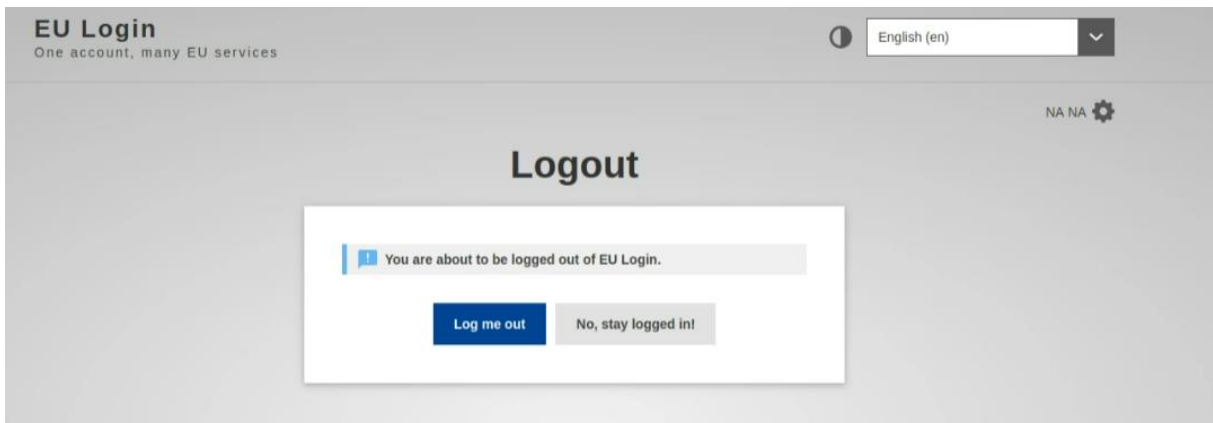 EU Login
One account, many EU services
English (en)
NA NA
Logout
You are about to be logged out of EU Login.
Log me out
No, stay logged in!